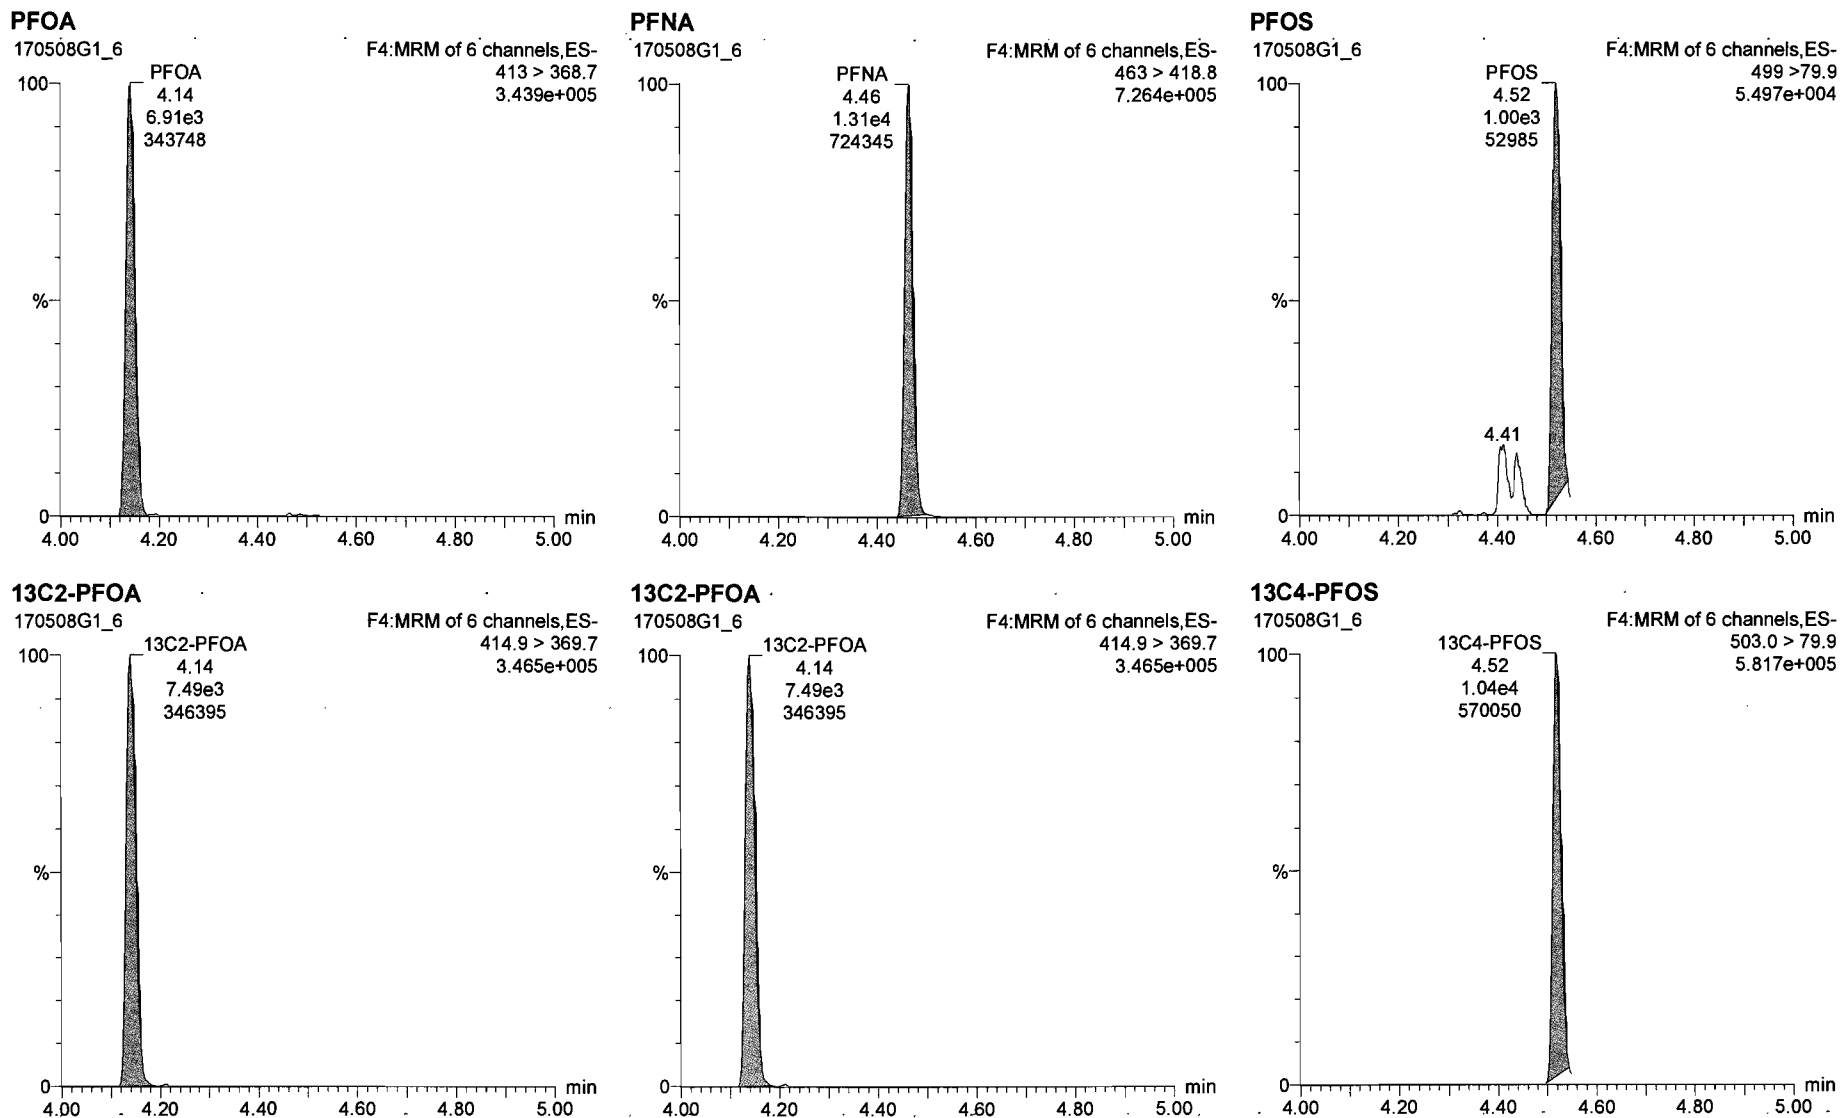 PFOA
170508G1_6
F4:MRM of 6 channels,ES-
413 > 368.7
3.439e+005
100
PFOA
4.14
6.91e3
343748
%
0
min
4.00 4.20 4.40 4.60 4.80 5.00
PFNA
170508G1_6
F4:MRM of 6 channels,ES-
463 > 418.8
7.264e+005
100
PFNA
4.46
1.31e4
724345
%
0
min
4.00 4.20 4.40 4.60 4.80 5.00
PFOS
170508G1_6
F4:MRM of 6 channels,ES-
499 >79.9
5.497e+004
100
PFOS
4.52
1.00e3
52985
%
4.41
0
min
4.00 4.20 4.40 4.60 4.80 5.00
13C2-PFOA
170508G1_6
F4:MRM of 6 channels,ES-
414.9 > 369.7
3.465e+005
100
13C2-PFOA
4.14
7.49e3
346395
%
0
min
4.00 4.20 4.40 4.60 4.80 5.00
13C2-PFOA
170508G1_6
F4:MRM of 6 channels,ES-
414.9 > 369.7
3.465e+005
100
13C2-PFOA
4.14
7.49e3
346395
%
0
min
4.00 4.20 4.40 4.60 4.80 5.00
13C4-PFOS
170508G1_6
F4:MRM of 6 channels,ES-
503.0 > 79.9
5.817e+005
100
13C4-PFOS
4.52
1.04e4
570050
%
0
min
4.00 4.20 4.40 4.60 4.80 5.00